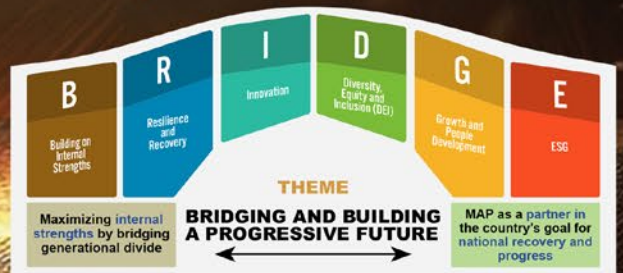 B
Building on
Internal
Strengths
R
Resilience
and
Recovery
I
Innovation
D
Diversity,
Equity and
Inclusion (DEI)
G
Growth and
People
Development
E
ESG
THEME
BRIDGING AND BUILDING
A PROGRESSIVE FUTURE
Maximizing internal
strengths by bridging
generational divide
MAP as a partner in
the country's goal for
national recovery and
progress